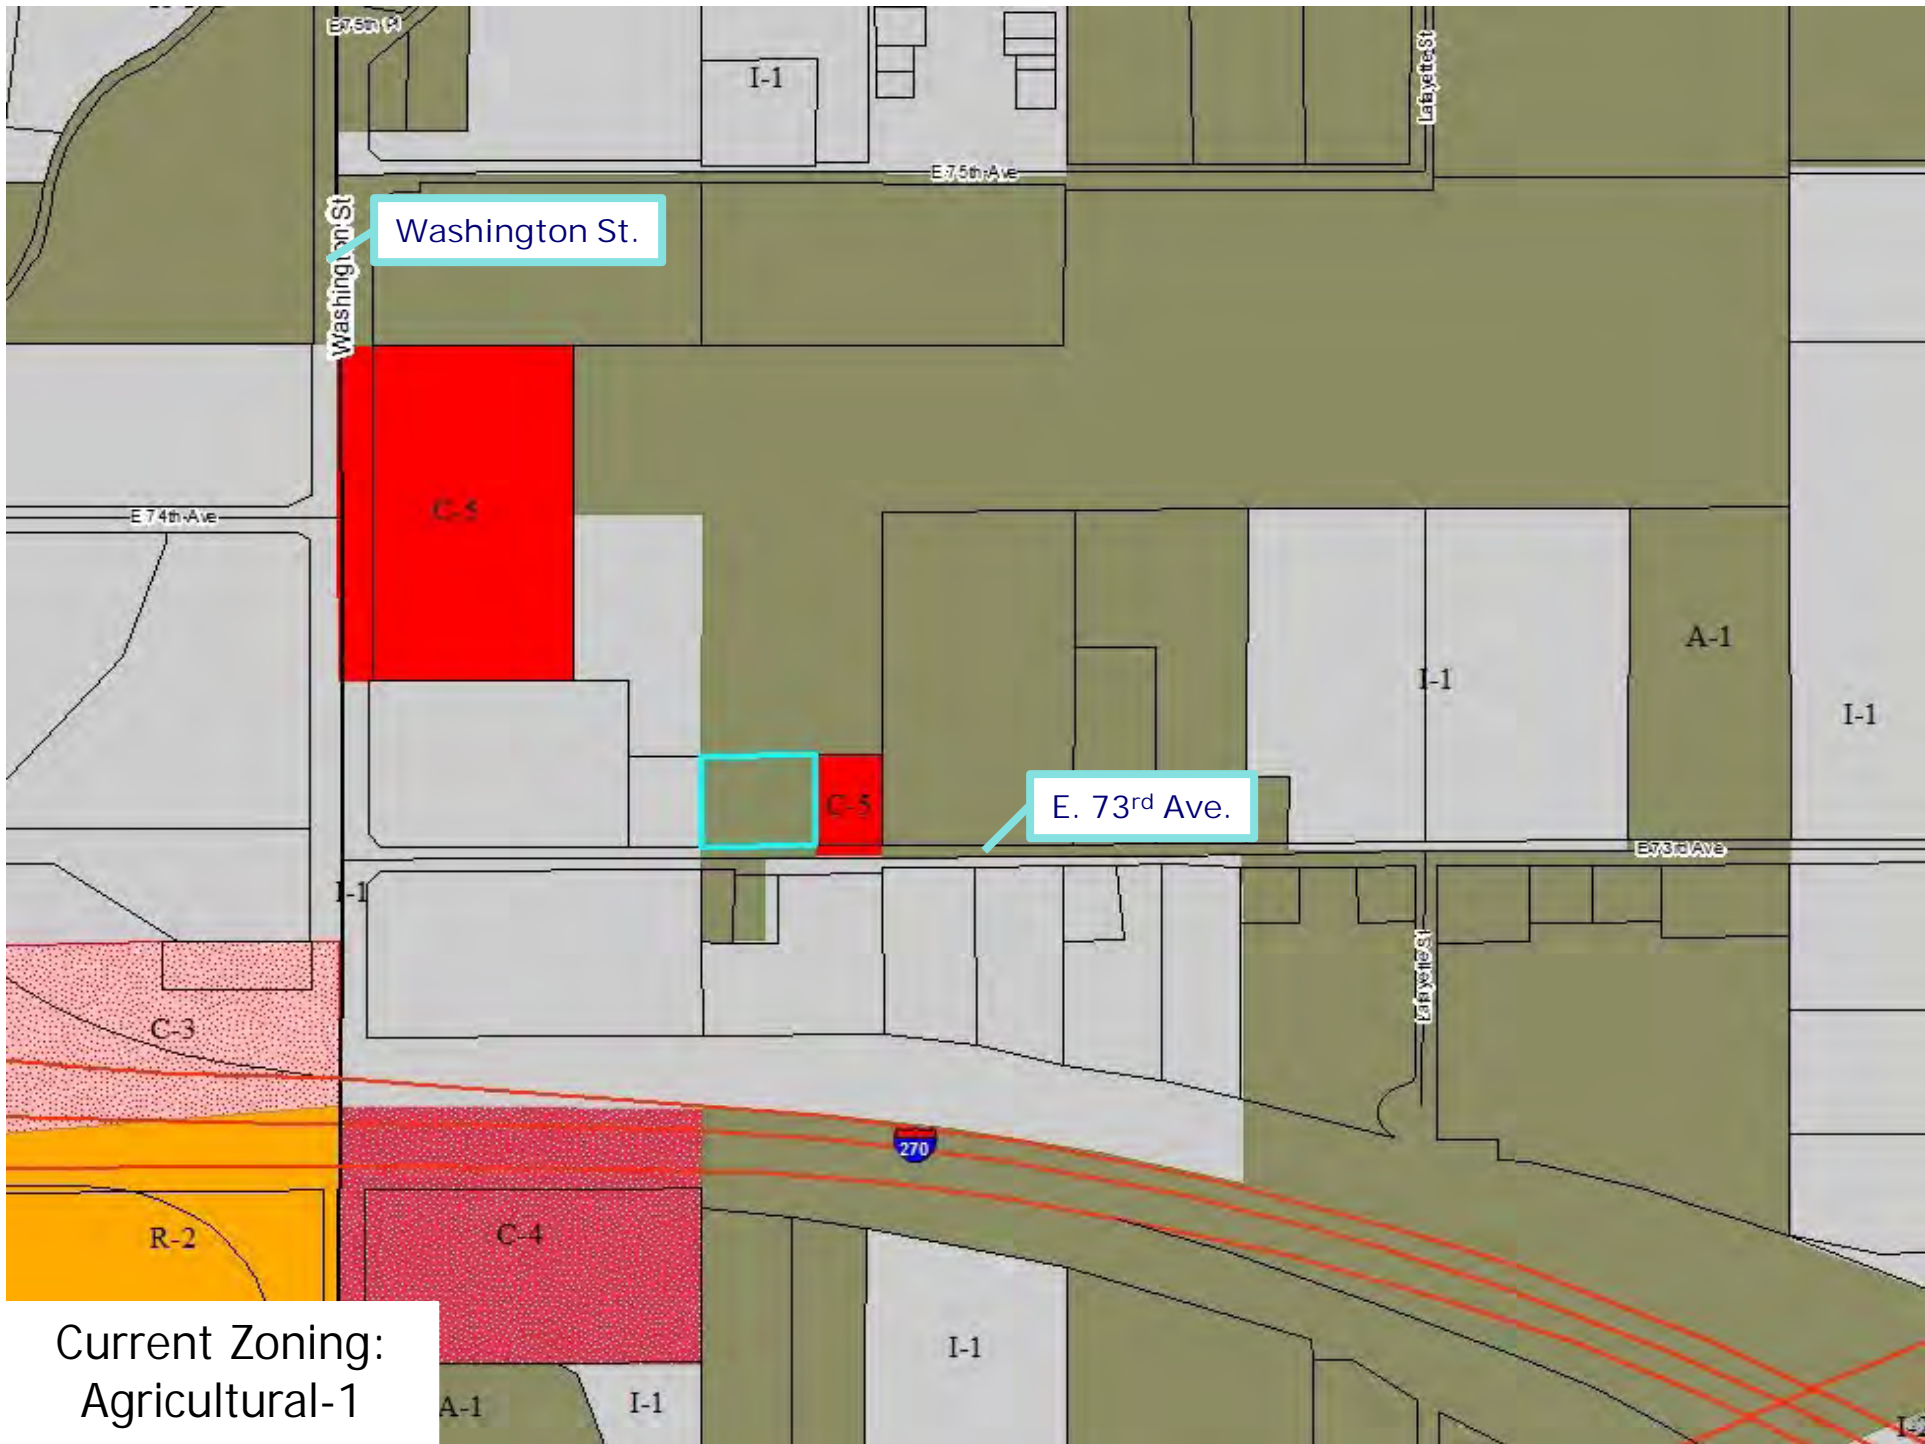 E 75th Pl
I-1
Lafayette St
E 75th Ave
Washington St
Washington St.
C-5
E 74th Ave
A-1
I-1
I-1
C-5
E. 73rd Ave.
E 73rd Ave
I-1
Lafayette St
C-3
270
R-2
C-4
I-1
Current Zoning:
Agricultural-1
A-1
I-1